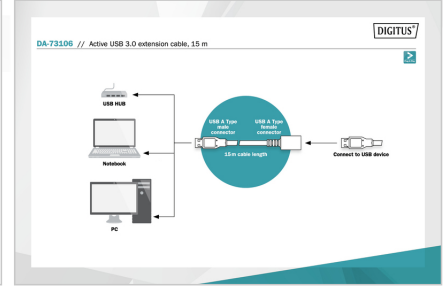 DIGITUS®
DA-73106 // Active USB 3.0 extension cable, 15 m
USB HUB
USB A Type
male
connector
USB A Type
female
connector
15 m cable length
Connect to USB device
Notebook
PC